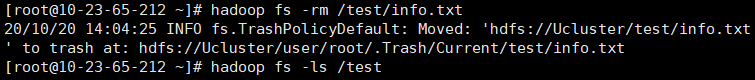 [root@10-23-65-212 ~]# hadoop fs -rm /test/info.txt
20/10/20 14:04:25 INFO fs.TrashPolicyDefault: Moved: 'hdfs://Ucluster/test/info.txt
' to trash at: hdfs://Ucluster/user/root/.Trash/Current/test/info.txt
[root@10-23-65-212 ~]# hadoop fs -ls /test